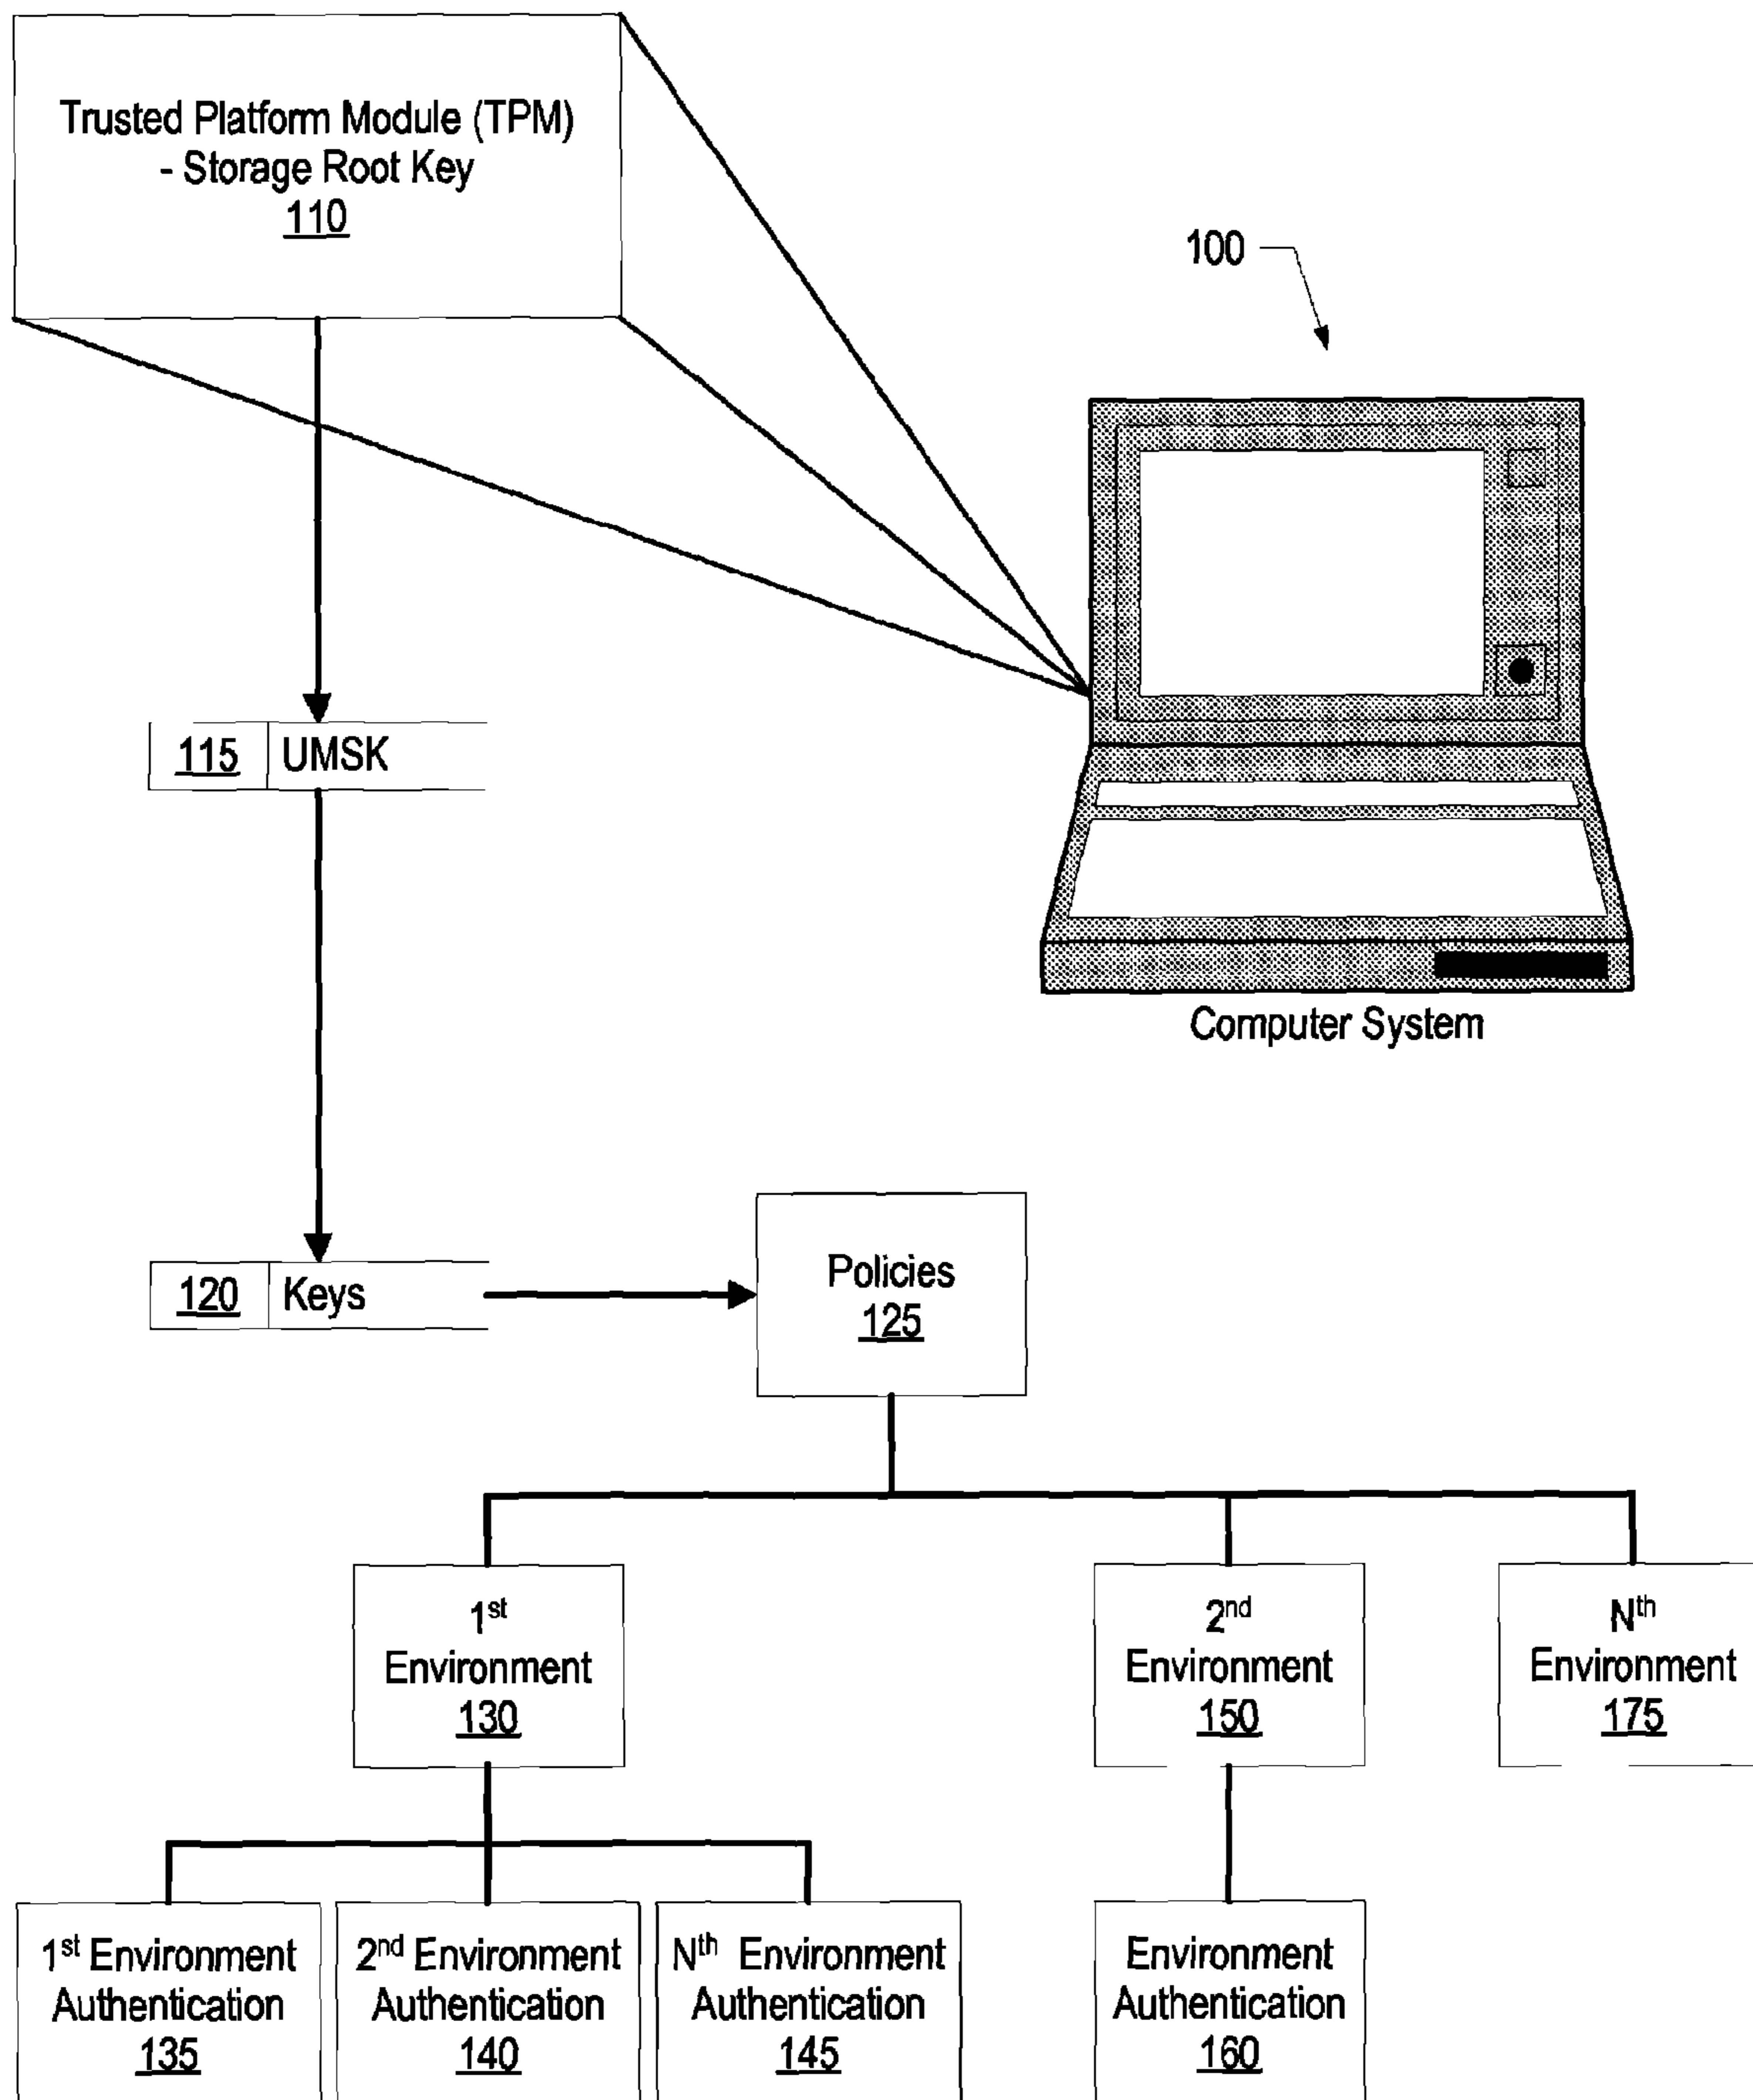 Trusted Platform Module (TPM)
- Storage Root Key
110
100
115 UMSK
Computer System
120 Keys
Policies
125
1st
Environment
130
2nd
Environment
150
Nth
Environment
175
1st Environment
Authentication
135
2nd Environment
Authentication
140
Nth Environment
Authentication
145
Environment
Authentication
160